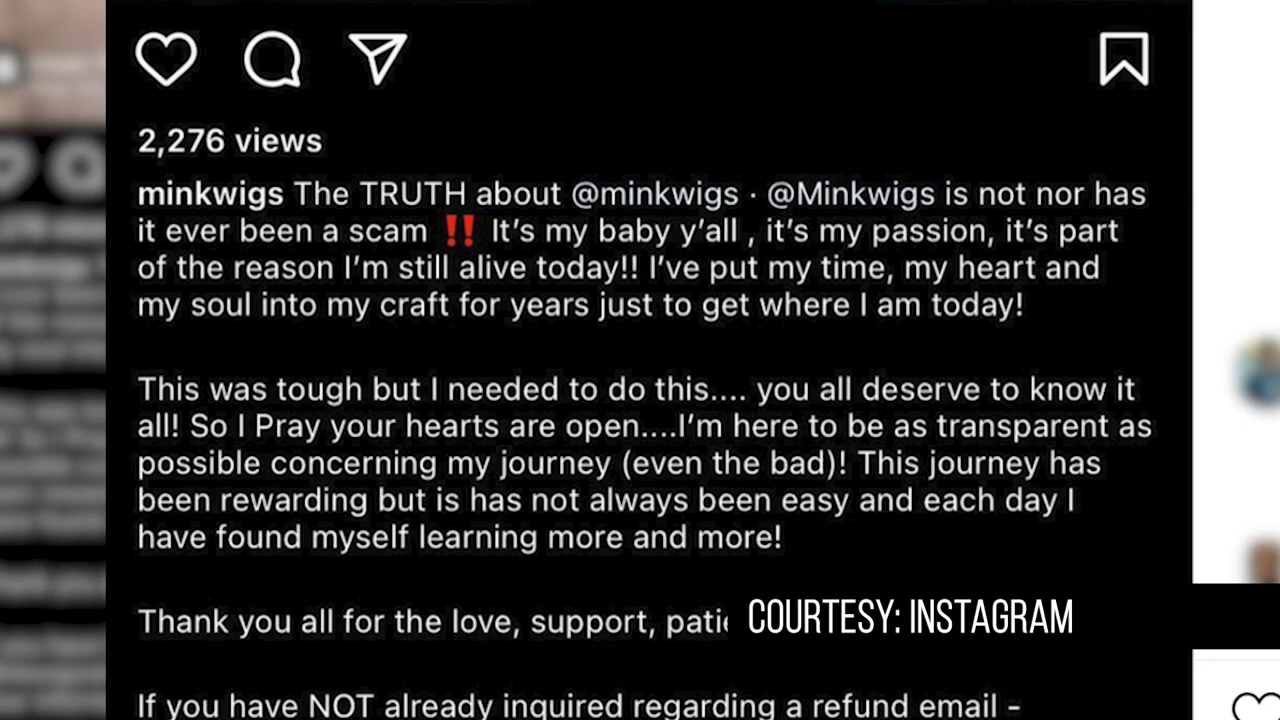 2,276 views
minkwigs The TRUTH about @minkwigs · @Minkwigs is not nor has
it ever been a scam ‼️ It’s my baby y’all , it’s my passion, it’s part
of the reason I’m still alive today!! I’ve put my time, my heart and
my soul into my craft for years just to get where I am today!
This was tough but I needed to do this.... you all deserve to know it
all! So I Pray your hearts are open....I’m here to be as transparent as
possible concerning my journey (even the bad)! This journey has
been rewarding but is has not always been easy and each day I
have found myself learning more and more!
Thank you all for the love, support,
COURTESY: INSTAGRAM
If you have NOT already inquired regarding a refund email -